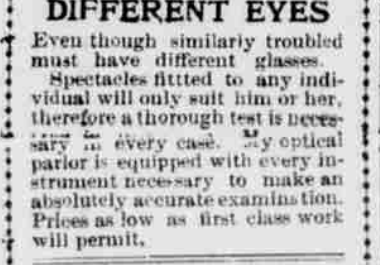 DIFFERENT EYES
Even though similarly troubled
must have different glasses.
Spectacles fittted to any indi-
vidual will only suit him or her,
therefore a thorough test is neces-
sary in every case. My optical
parlor is equipped with every in-
strument necessary to make an
absolutely accurate examination.
Prices as low as first class work
will permit.